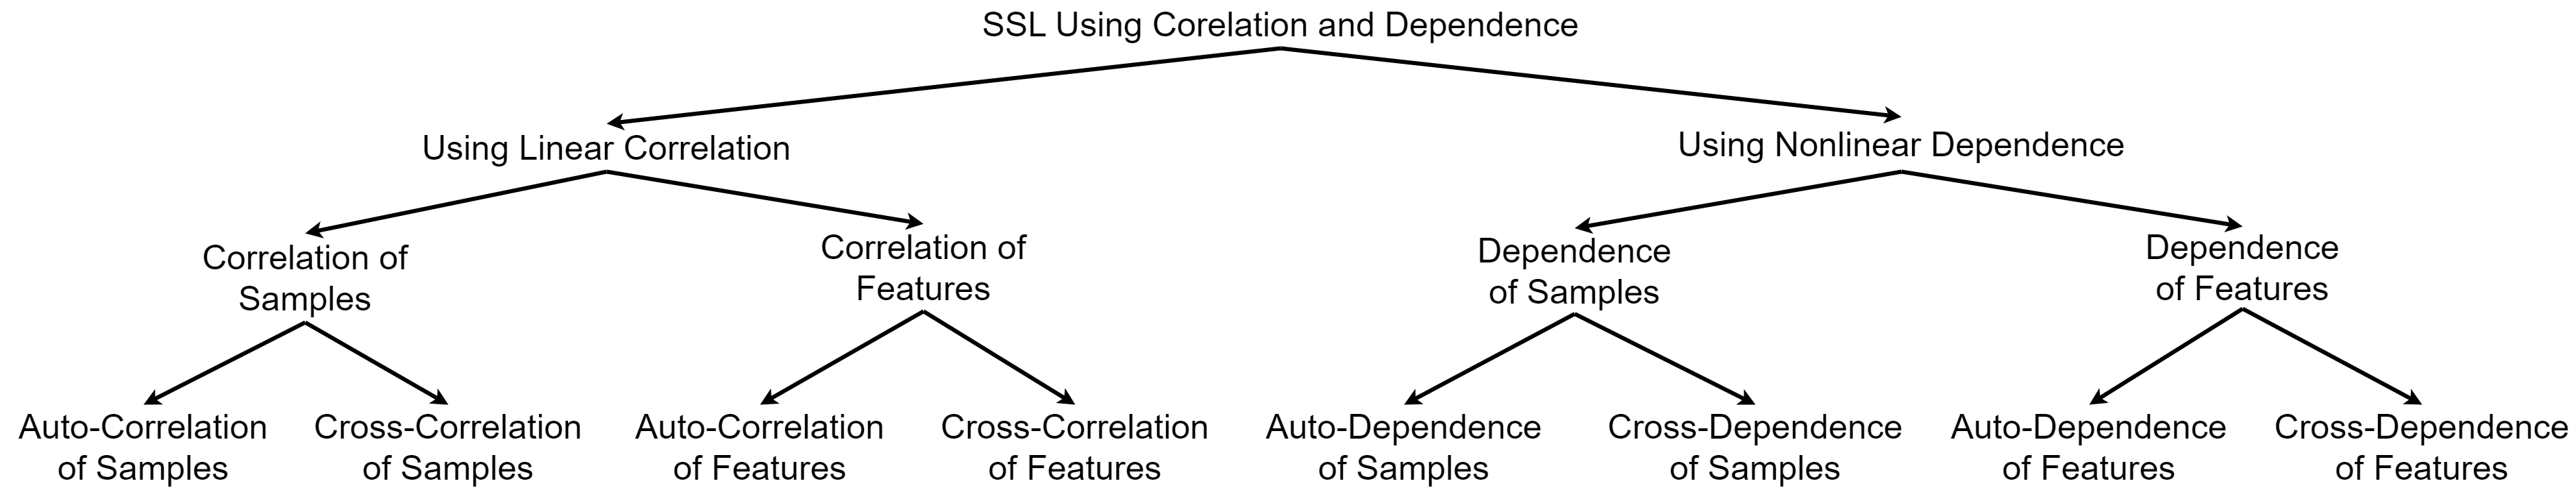 SSL Using Corelation and Dependence
Using Linear Correlation
Using Nonlinear Dependence
Correlation of
Samples
Correlation of
Features
Dependence
of Samples
Dependence
of Features
Auto-Correlation
of Samples
Cross-Correlation
of Samples
Auto-Correlation
of Features
Cross-Correlation
of Features
Auto-Dependence
of Samples
Cross-Dependence
of Samples
Auto-Dependence
of Features
Cross-Dependence
of Features